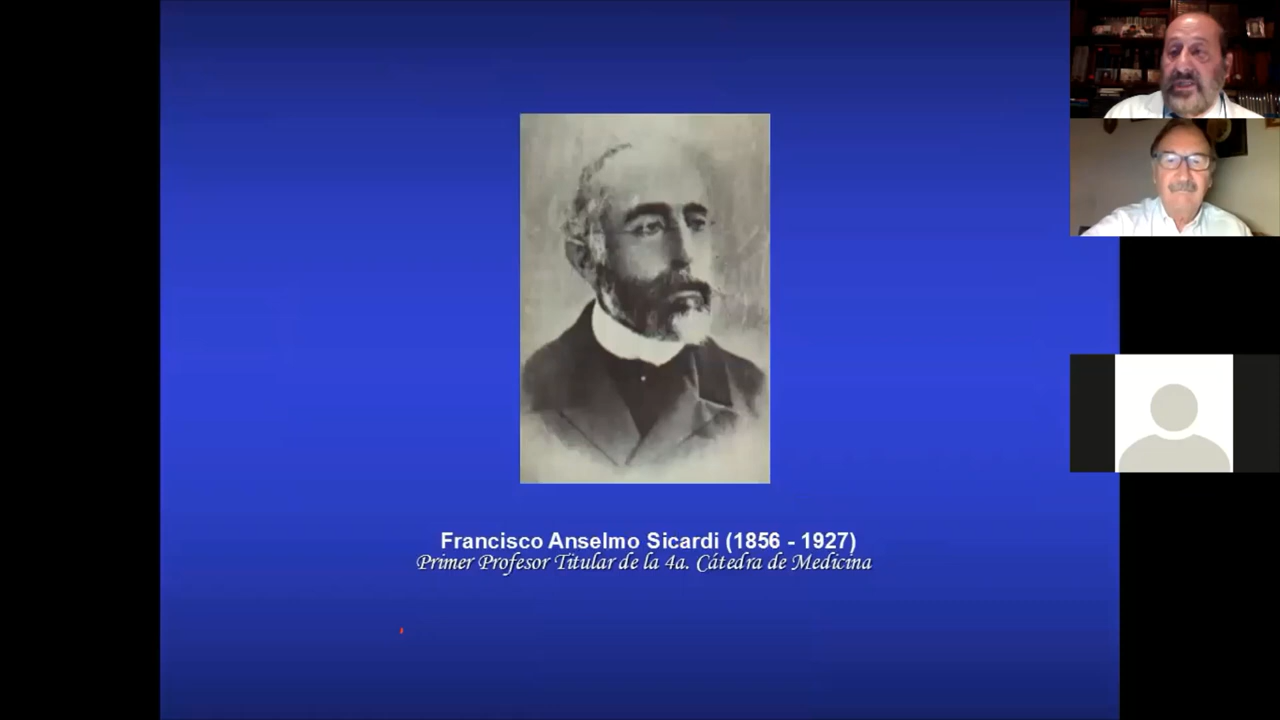 Francisco Anselmo Sicardi (1856 - 1927)
Primer Profesor Titular de la 4a. Cátedra de Medicina